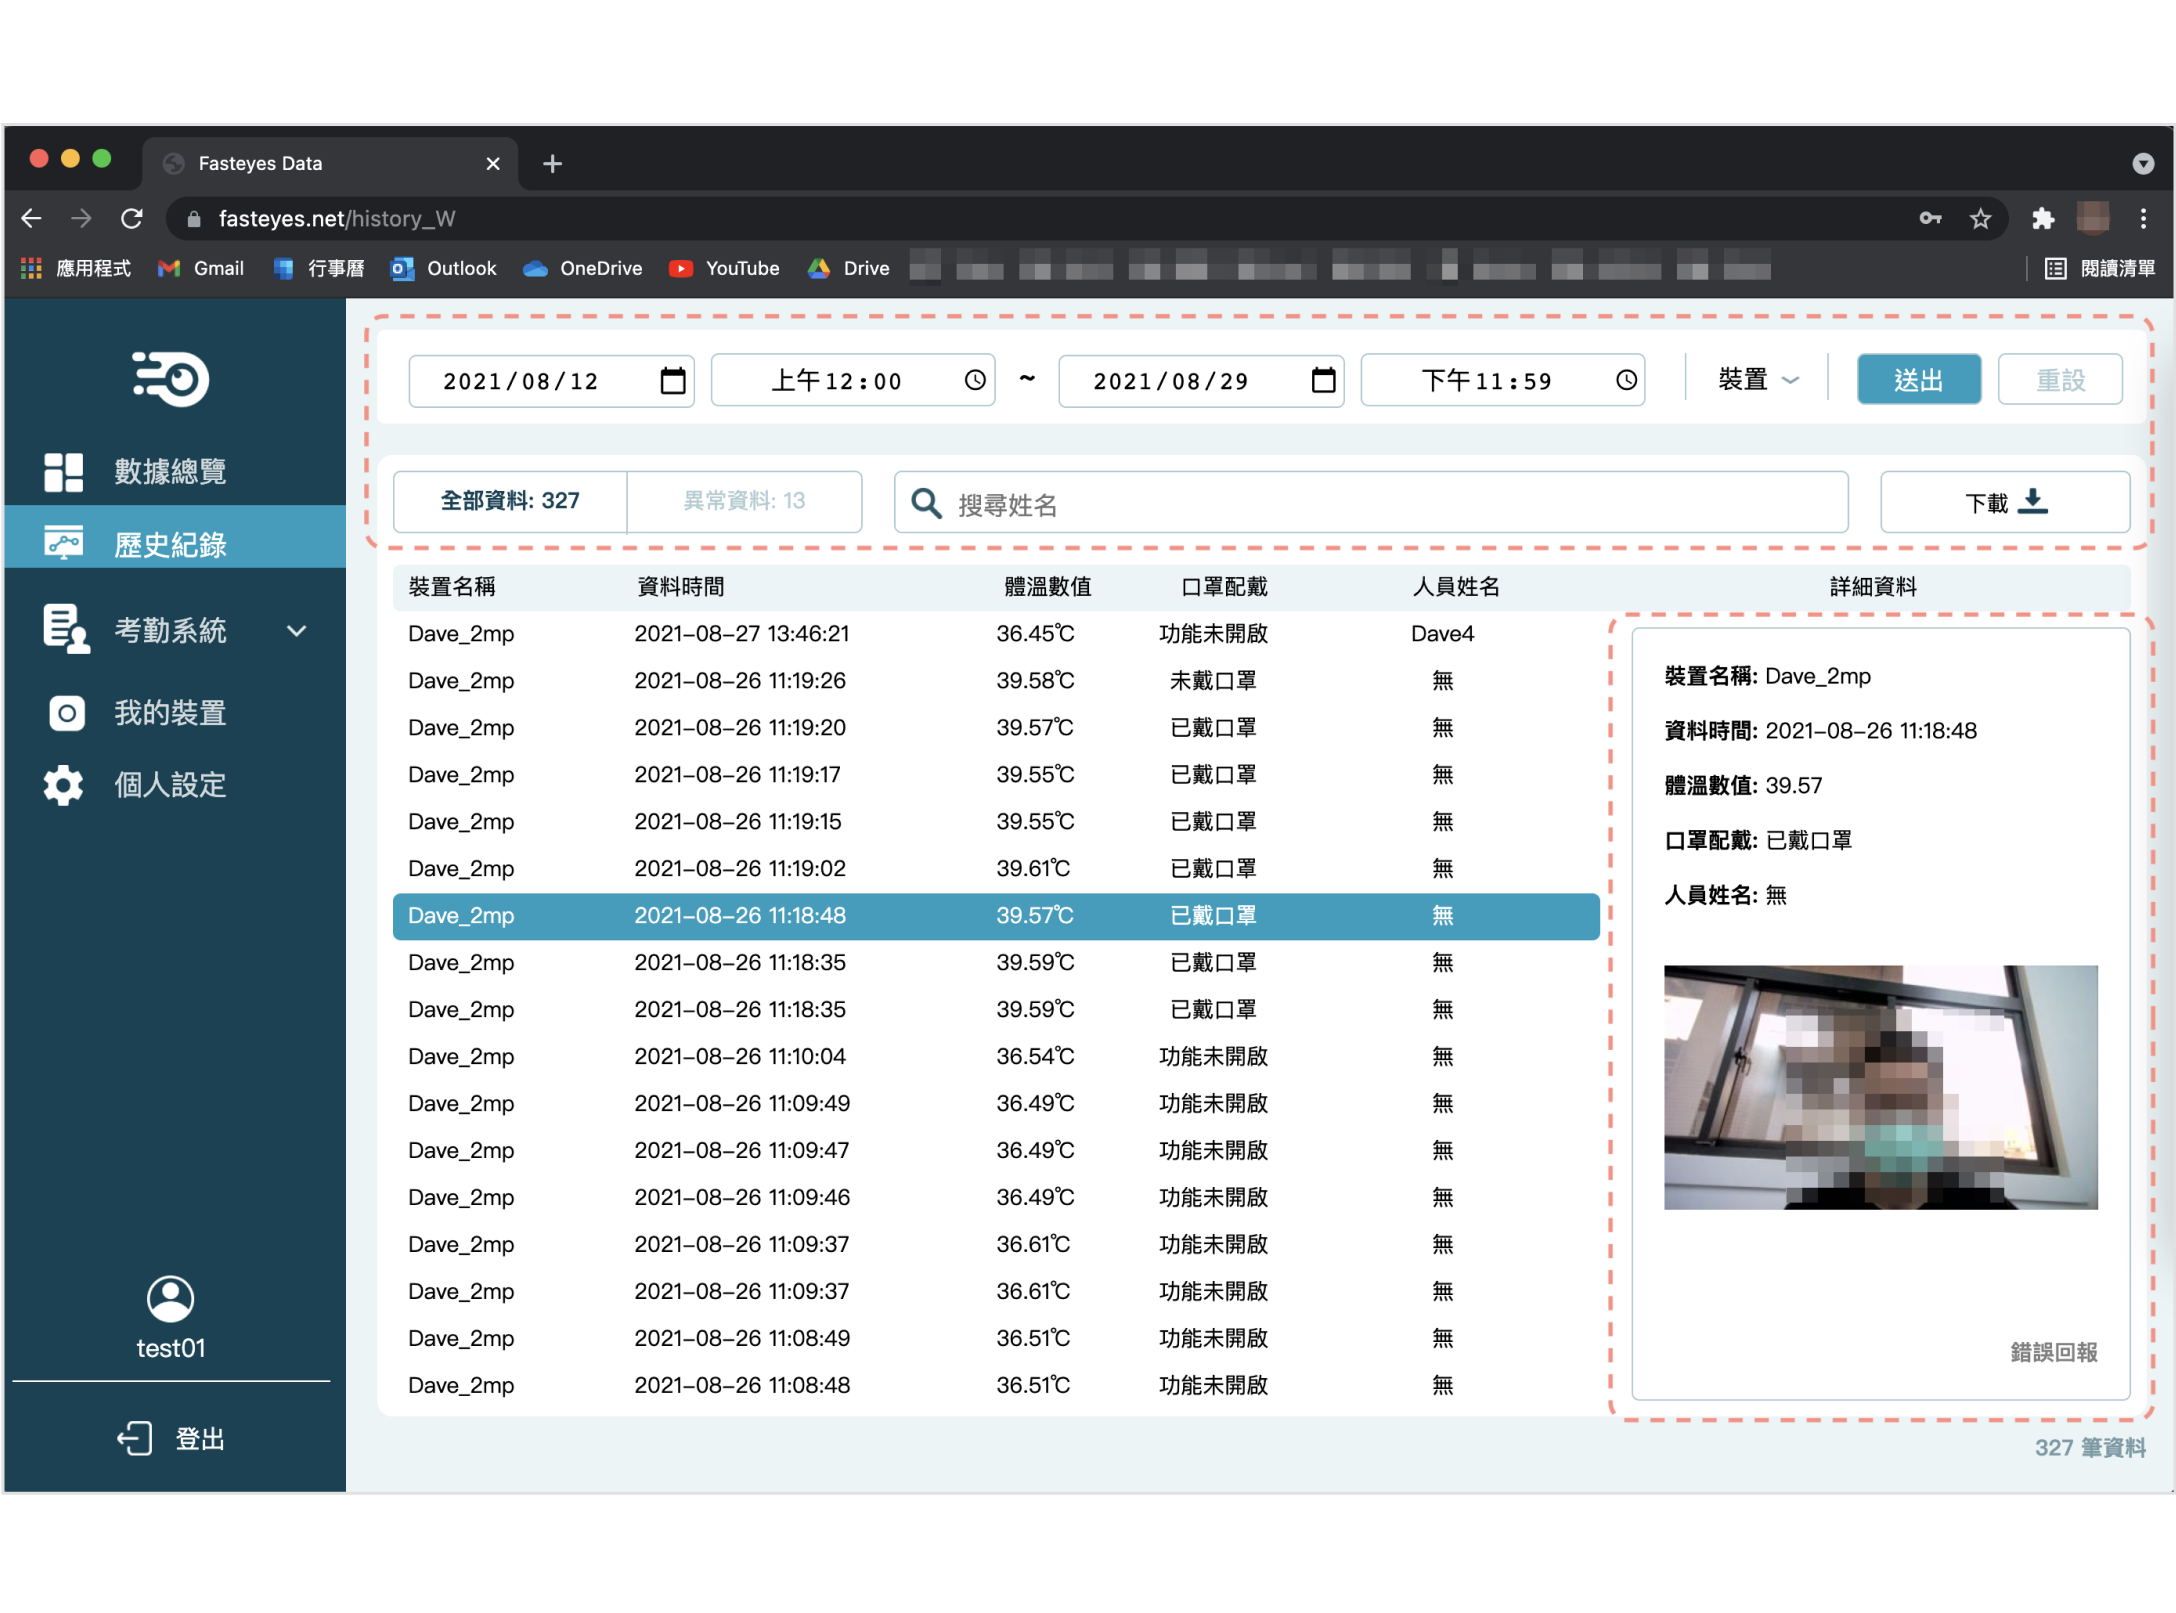 Fasteyes Data
fasteyes.net/history_W
應用程式 Gmail 行事曆 Outlook OneDrive YouTube Drive 閱讀清單
2021/08/12 上午12:00 ~ 2021/08/29 下午11:59 裝置 送出 重設
數據總覽
歷史紀錄
考勤系統
我的裝置
個人設定
test01
登出
全部資料: 327 異常資料: 13 搜尋姓名 下載
裝置名稱 資料時間 體溫數值 口罩配戴 人員姓名 詳細資料
Dave_2mp 2021-08-27 13:46:21 36.45℃ 功能未開啟 Dave4
Dave_2mp 2021-08-26 11:19:26 39.58℃ 未戴口罩 無
Dave_2mp 2021-08-26 11:19:20 39.57℃ 已戴口罩 無
Dave_2mp 2021-08-26 11:19:17 39.55℃ 已戴口罩 無
Dave_2mp 2021-08-26 11:19:15 39.55℃ 已戴口罩 無
Dave_2mp 2021-08-26 11:19:02 39.61℃ 已戴口罩 無
Dave_2mp 2021-08-26 11:18:48 39.57℃ 已戴口罩 無
Dave_2mp 2021-08-26 11:18:35 39.59℃ 已戴口罩 無
Dave_2mp 2021-08-26 11:18:35 39.59℃ 已戴口罩 無
Dave_2mp 2021-08-26 11:10:04 36.54℃ 功能未開啟 無
Dave_2mp 2021-08-26 11:09:49 36.49℃ 功能未開啟 無
Dave_2mp 2021-08-26 11:09:47 36.49℃ 功能未開啟 無
Dave_2mp 2021-08-26 11:09:46 36.49℃ 功能未開啟 無
Dave_2mp 2021-08-26 11:09:37 36.61℃ 功能未開啟 無
Dave_2mp 2021-08-26 11:09:37 36.61℃ 功能未開啟 無
Dave_2mp 2021-08-26 11:08:49 36.51℃ 功能未開啟 無
Dave_2mp 2021-08-26 11:08:48 36.51℃ 功能未開啟 無
裝置名稱: Dave_2mp
資料時間: 2021-08-26 11:18:48
體溫數值: 39.57
口罩配戴: 已戴口罩
人員姓名: 無
錯誤回報
327 筆資料